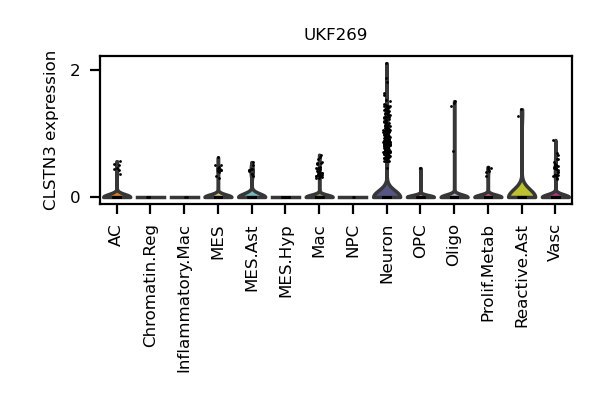 UKF269
CLSTN3 expression
2
0
AC
Chromatin.Reg
Inflammatory.Mac
MES
MES.Ast
MES.Hyp
Mac
NPC
Neuron
OPC
Oligo
Prolif.Metab
Reactive.Ast
Vasc